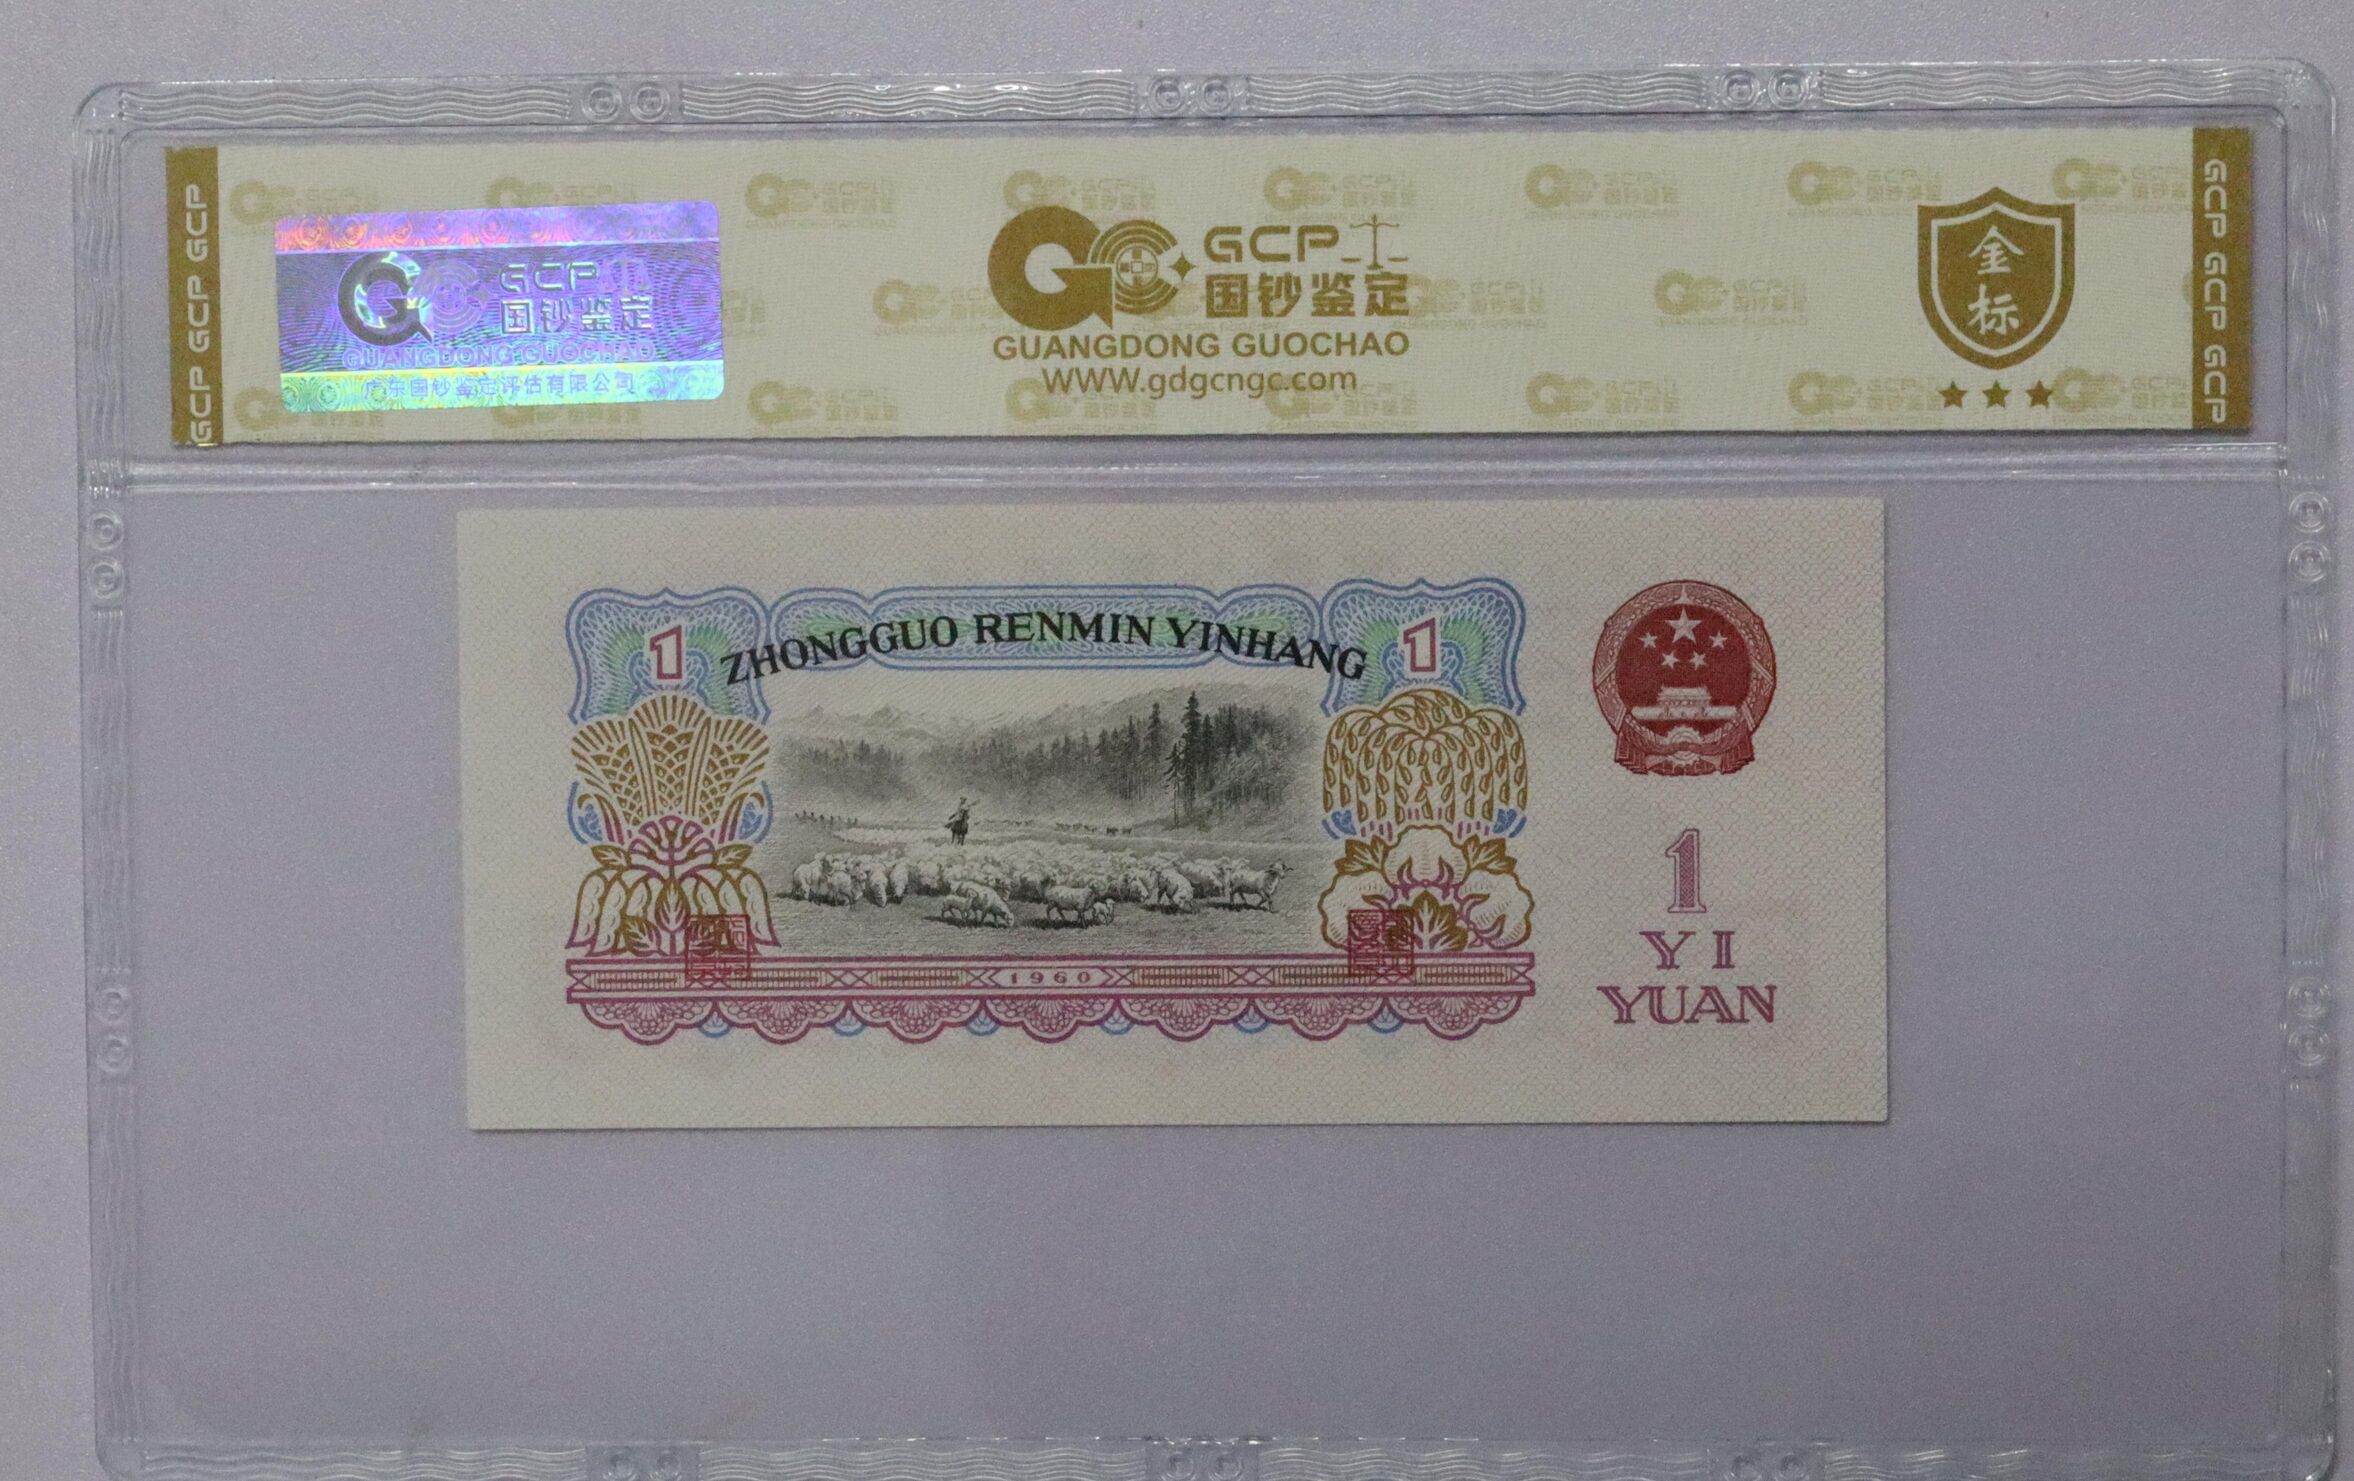 GCP GCP GCP
GCP
国钞鉴定
GUANGDONG GUOCHAO
广东国钞鉴定评估有限公司
GCP
国钞鉴定
GUANGDONG GUOCHAO
WWW.gdgcngc.com
金
标
GCP GCP GCP
1
ZHONGGUO RENMIN YINHANG
1
1960
1
YI
YUAN